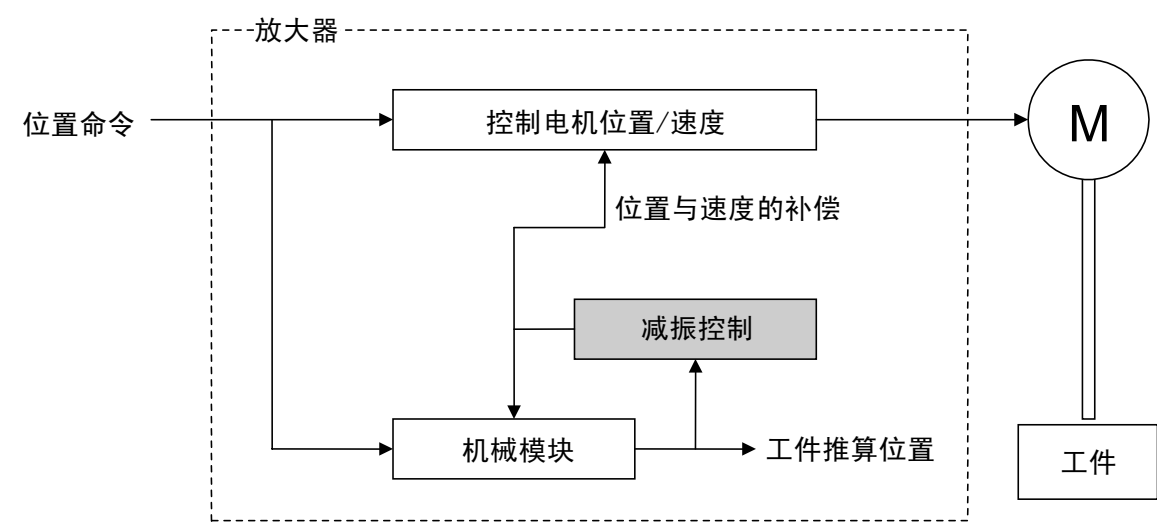 放大器
位置命令
控制电机位置/速度
M
位置与速度的补偿
减振控制
机械模块
工件推算位置
工件